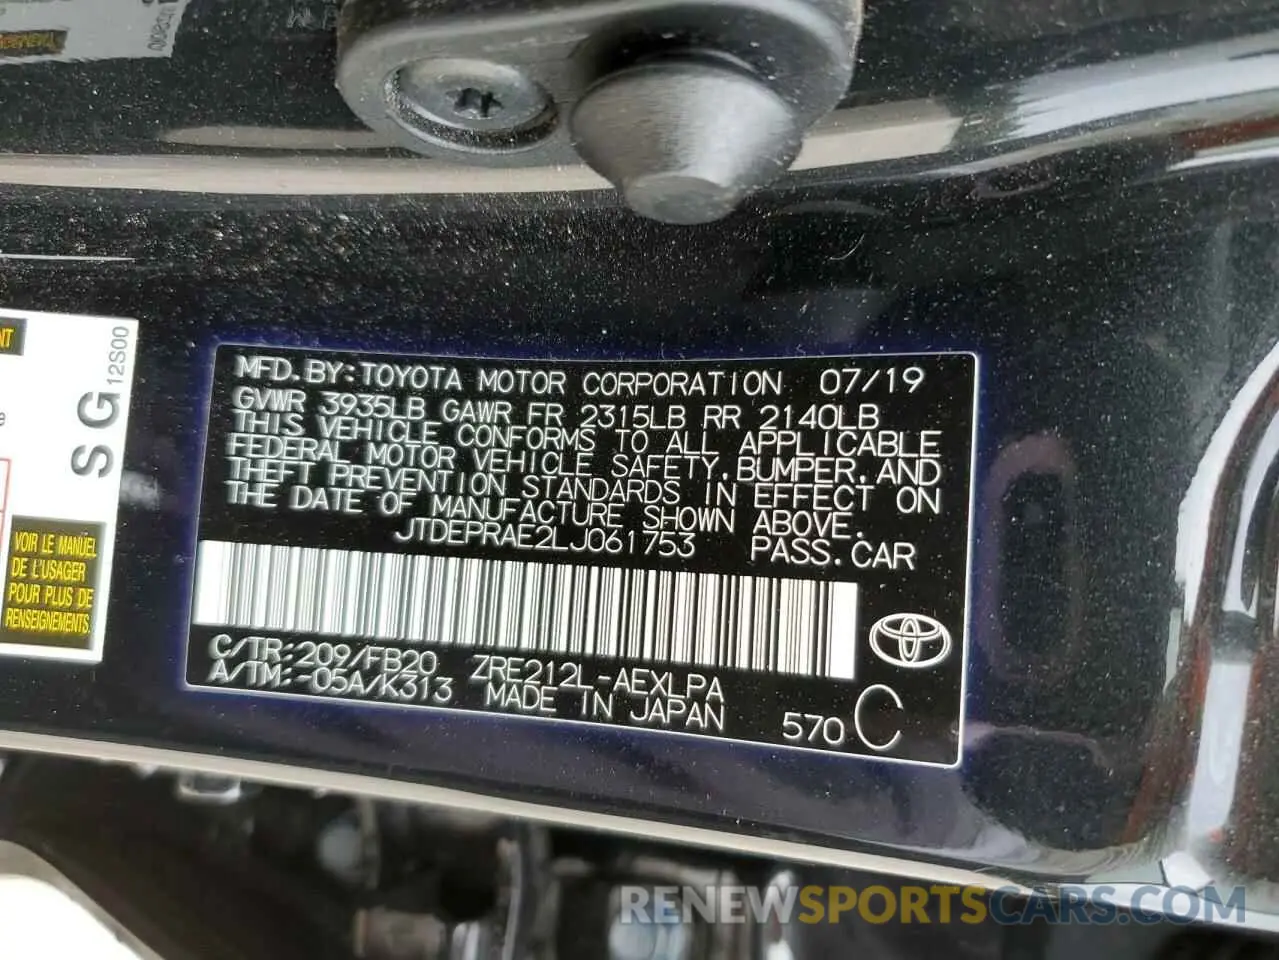 NT
SG
12S00
VOIR LE MANUEL
DE L'USAGER
POUR PLUS DE
RENSEIGNEMENTS.
MFD.BY:TOYOTA MOTOR CORPORATION 07/19
GVWR 3935LB GAWR FR 2315LB RR 2140LB
THIS VEHICLE CONFORMS TO ALL APPLICABLE
FEDERAL MOTOR VEHICLE SAFETY,BUMPER,AND
THEFT PREVENTION STANDARDS IN EFFECT ON
THE DATE OF MANUFACTURE SHOWN ABOVE.
JTDEPRAE2LJ061753 PASS.CAR
C/TR:209/FB20 ZRE212L-AEXLPA
A/TM:-05A/K313 MADE IN JAPAN 570 C
RENEWSPORTSCARS.COM